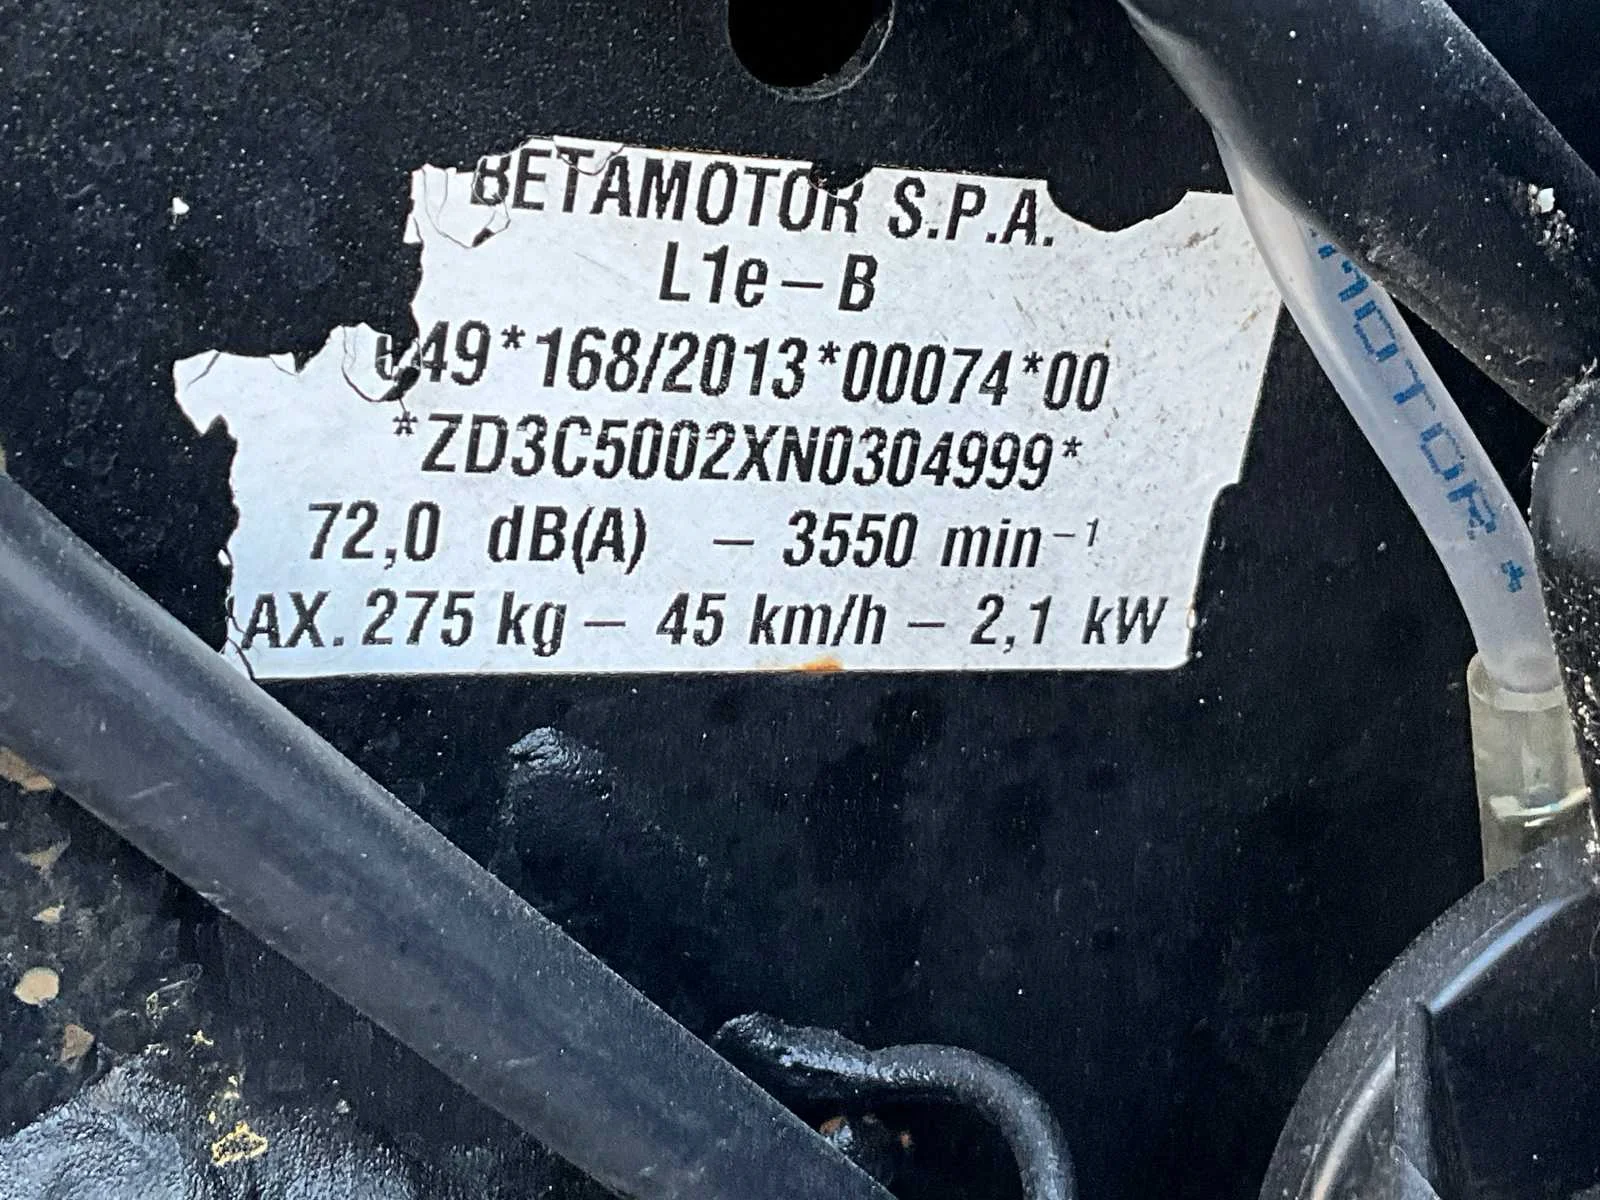 BETAMOTOR S.P.A.
L1e – B
49*168/2013*00074*00
*ZD3C5002XN0304999*
72,0 dB(A) – 3550 min⁻¹
AX. 275 kg – 45 km/h – 2,1 kW
MOTOR *